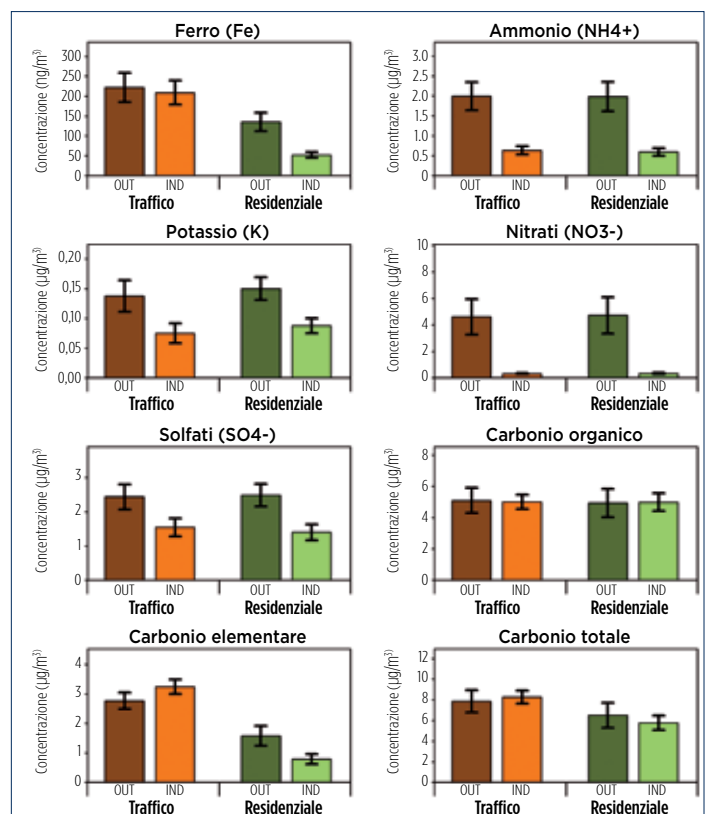 Ferro (Fe)
Concentrazione (ng/m³)
300
250
200
150
100
50
0
OUT IND OUT IND
Traffico Residenziale
Ammonio (NH4+)
Concentrazione (µg/m³)
3.0
2.5
2.0
1.5
1.0
0.5
0
OUT IND OUT IND
Traffico Residenziale
Potassio (K)
Concentrazione (µg/m³)
0,20
0,15
0,10
0,05
0,00
OUT IND OUT IND
Traffico Residenziale
Nitrati (NO3-)
Concentrazione (µg/m³)
10
8
6
4
2
0
OUT IND OUT IND
Traffico Residenziale
Solfati (SO4-)
Concentrazione (µg/m³)
3
2
1
0
OUT IND OUT IND
Traffico Residenziale
Carbonio organico
Concentrazione (µg/m³)
8
6
4
2
0
OUT IND OUT IND
Traffico Residenziale
Carbonio elementare
Concentrazione (µg/m³)
4
3
2
1
0
OUT IND OUT IND
Traffico Residenziale
Carbonio totale
Concentrazione (µg/m³)
12
10
8
6
4
2
0
OUT IND OUT IND
Traffico Residenziale